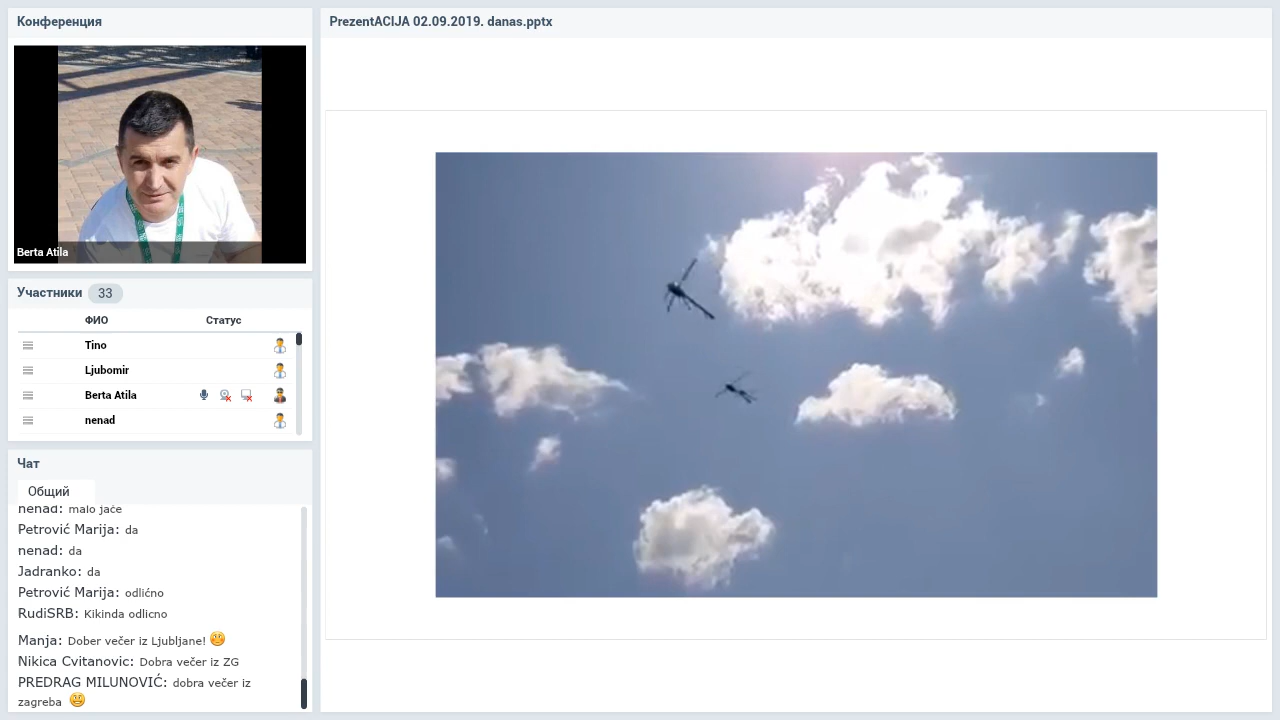 Конференция
PrezentACIJA 02.09.2019. danas.pptx
Berta Atila
Участники 33
ФИО Статус
Tino
Ljubomir
Berta Atila
nenad
Чат
Общий
nenad: malo jače
Petrović Marija: da
nenad: da
Jadranko: da
Petrović Marija: odlićno
RudiSRB: Kikinda odlicno
Manja: Dober večer iz Ljubljane!
Nikica Cvitanovic: Dobra večer iz ZG
PREDRAG MILUNOVIĆ: dobra večer iz
zagreba